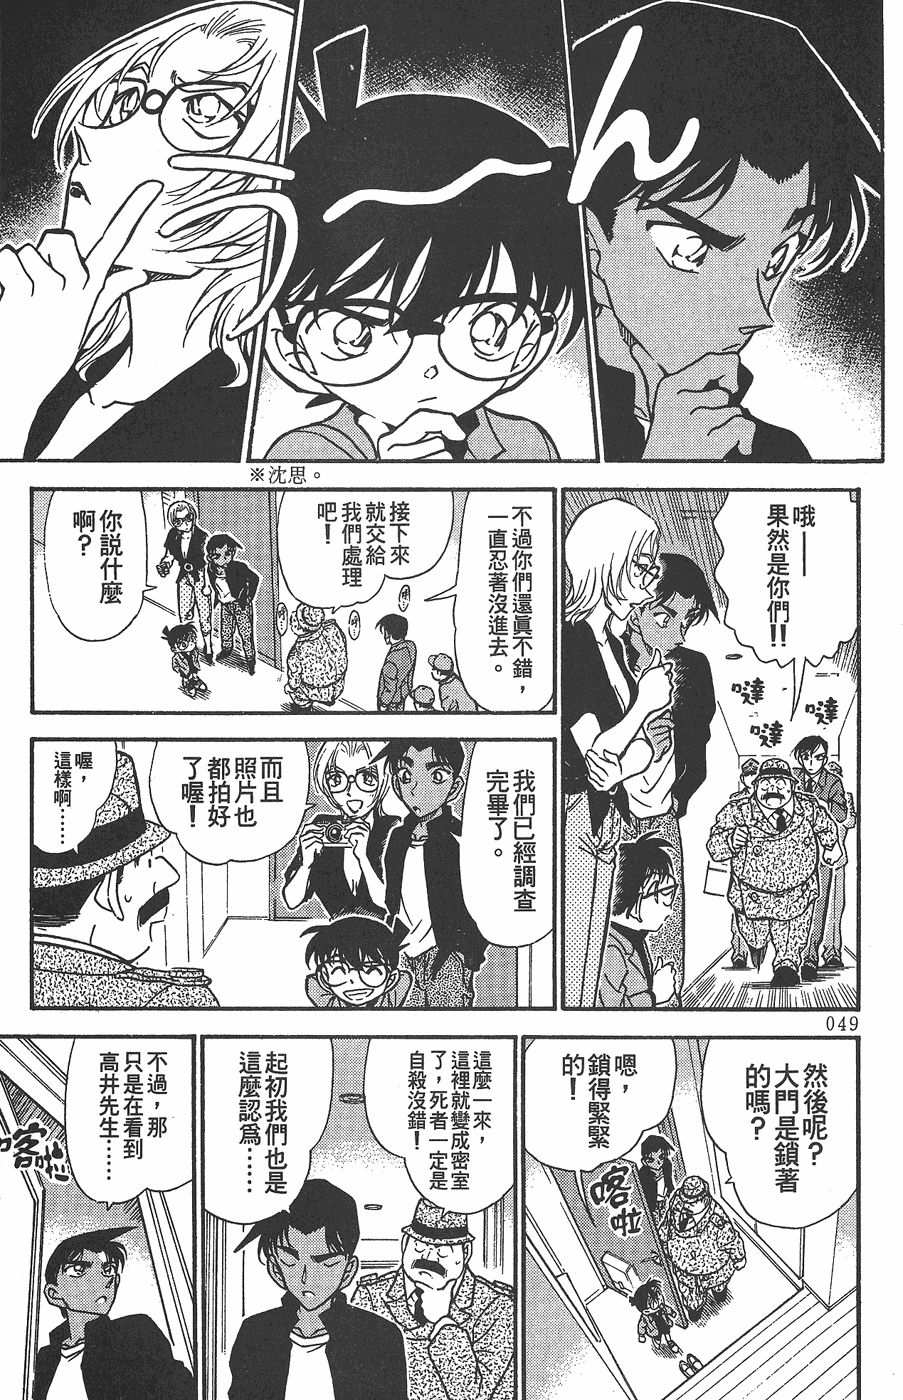 う
ー
ん
※沈思。
哦——
果然是你們!!
噠
噠
噠
不過你們還真不錯，
一直忍著沒進去。
接下來
就交給
我們處理
吧！
你說什麼
啊？
我們已經調查
完畢了。
而且
照片也
都拍好
了喔！
喔，
這樣啊……
049
然後呢？
大門是鎖著
的嗎？
嗯，
鎖得緊緊
的！
喀
啦
這麼一來，
這裡就變成密室
了，死者一定是
自殺沒錯！
起初我們也是
這麼認爲……
不過，那
只是在看到
高井先生……
喀
啦